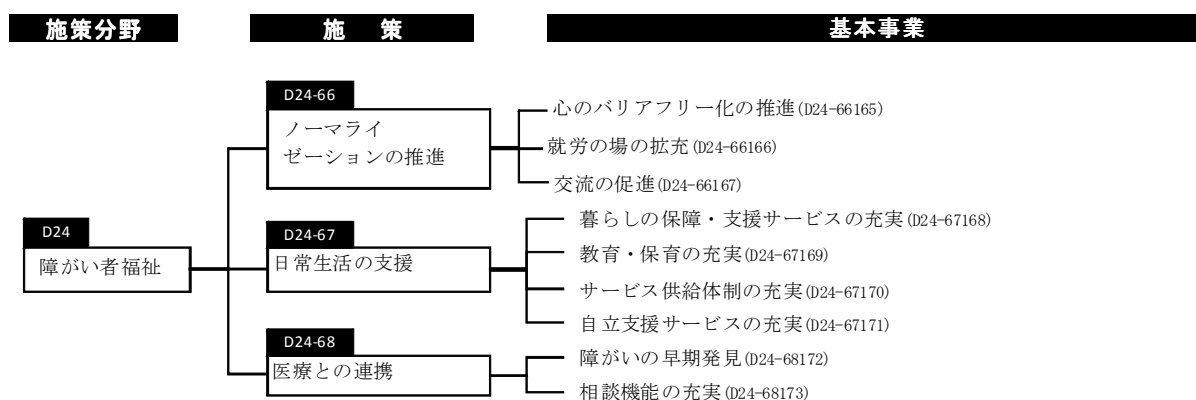 施策分野
施 策
基本事業
D24
障がい者福祉
D24-66
ノーマライ
ゼーションの推進
心のバリアフリー化の推進(D24-66165)
就労の場の拡充(D24-66166)
交流の促進(D24-66167)
D24-67
日常生活の支援
暮らしの保障・支援サービスの充実(D24-67168)
教育・保育の充実(D24-67169)
サービス供給体制の充実(D24-67170)
自立支援サービスの充実(D24-67171)
D24-68
医療との連携
障がいの早期発見(D24-68172)
相談機能の充実(D24-68173)